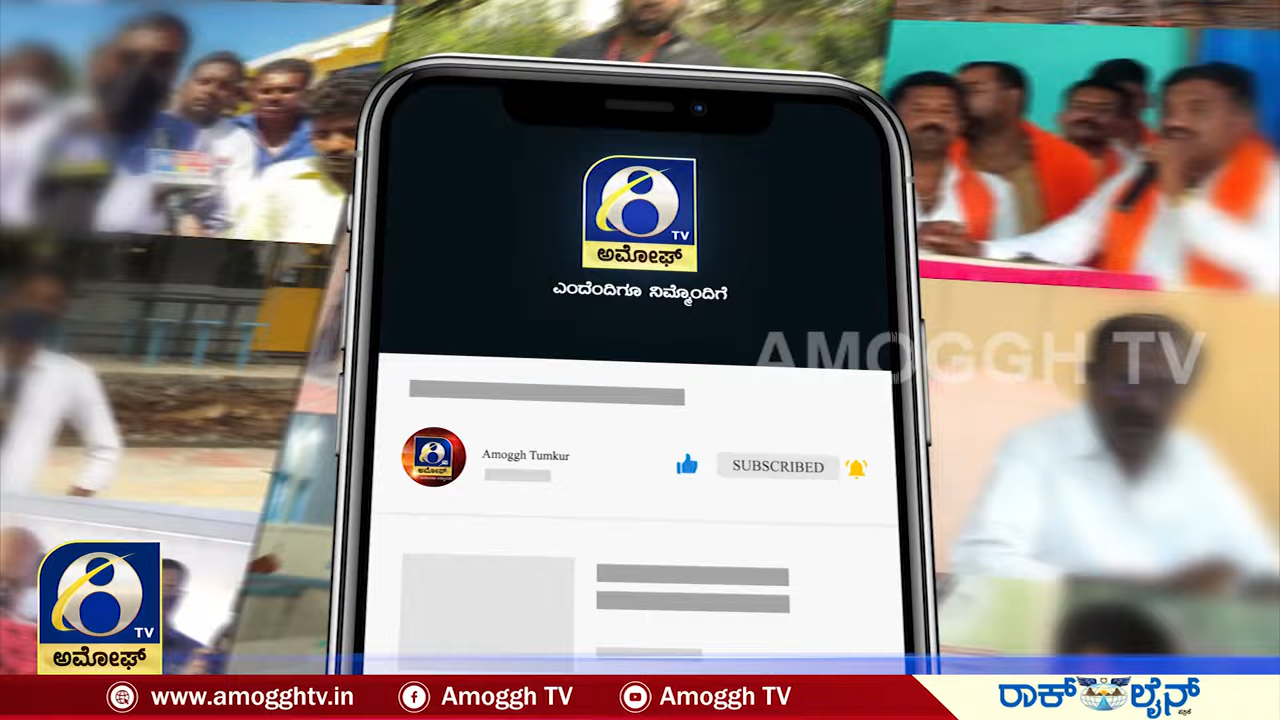 TV
ಅಮೋಘ್
ಎಂದೆಂದಿಗೂ ನಿಮ್ಮೊಂದಿಗೆ
AMOGGH TV
Amoggh Tumkur
SUBSCRIBED
TV
ಅಮೋಘ್
www.amogghtv.in
Amoggh TV
Amoggh TV
ರಾಕ್ ಲೈನ್